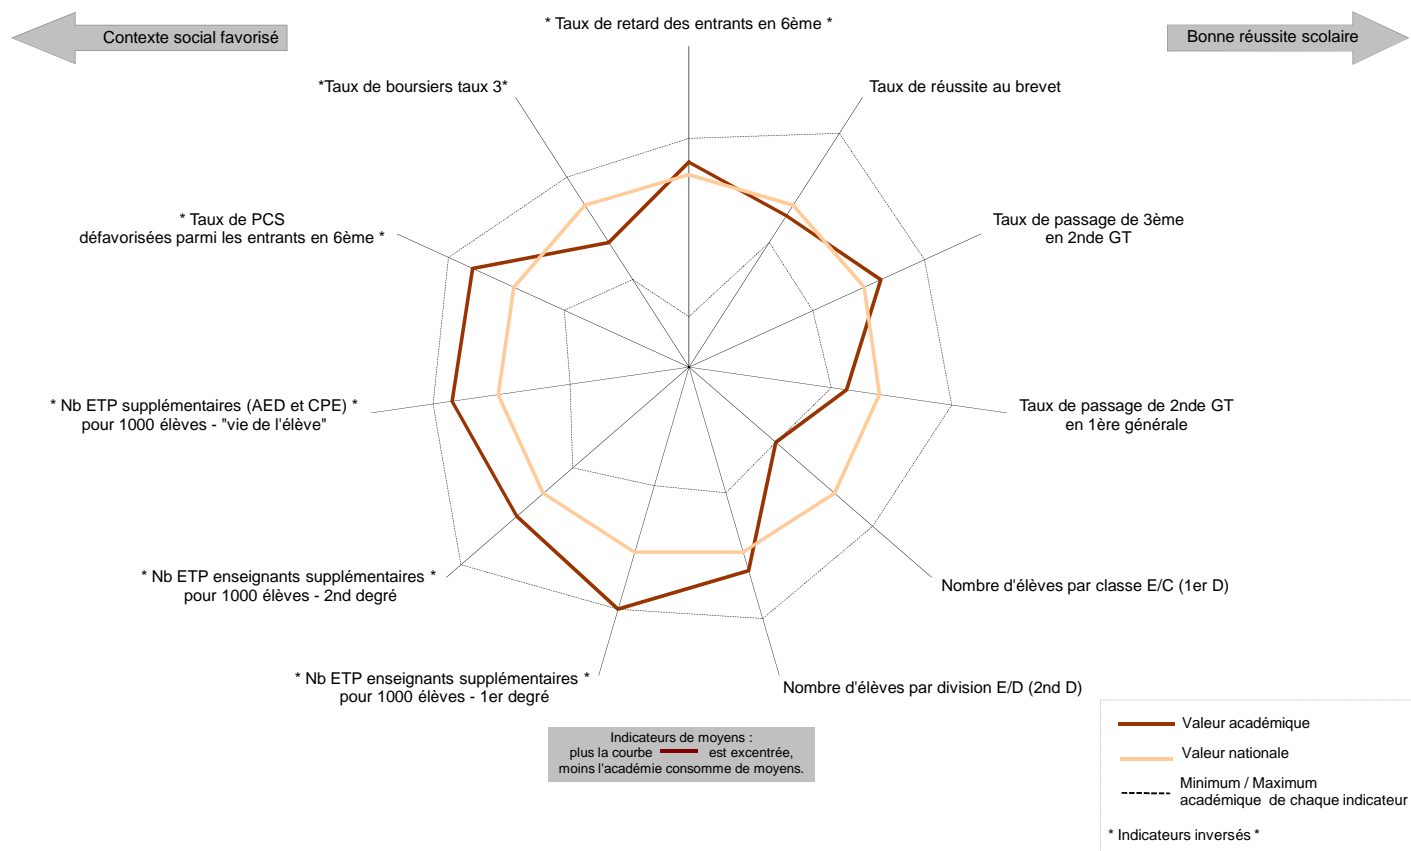 * Taux de retard des entrants en 6ème *
Contexte social favorisé
Bonne réussite scolaire
*Taux de boursiers taux 3*
Taux de réussite au brevet
* Taux de PCS
défavorisées parmi les entrants en 6ème *
Taux de passage de 3ème
en 2nde GT
* Nb ETP supplémentaires (AED et CPE) *
pour 1000 élèves - "vie de l'élève"
Taux de passage de 2nde GT
en 1ère générale
* Nb ETP enseignants supplémentaires *
pour 1000 élèves - 2nd degré
Nombre d'élèves par classe E/C (1er D)
* Nb ETP enseignants supplémentaires *
pour 1000 élèves - 1er degré
Nombre d'élèves par division E/D (2nd D)
Indicateurs de moyens :
plus la courbe est excentrée,
moins l'académie consomme de moyens.
Valeur académique
Valeur nationale
Minimum / Maximum
académique de chaque indicateur
* Indicateurs inversés *